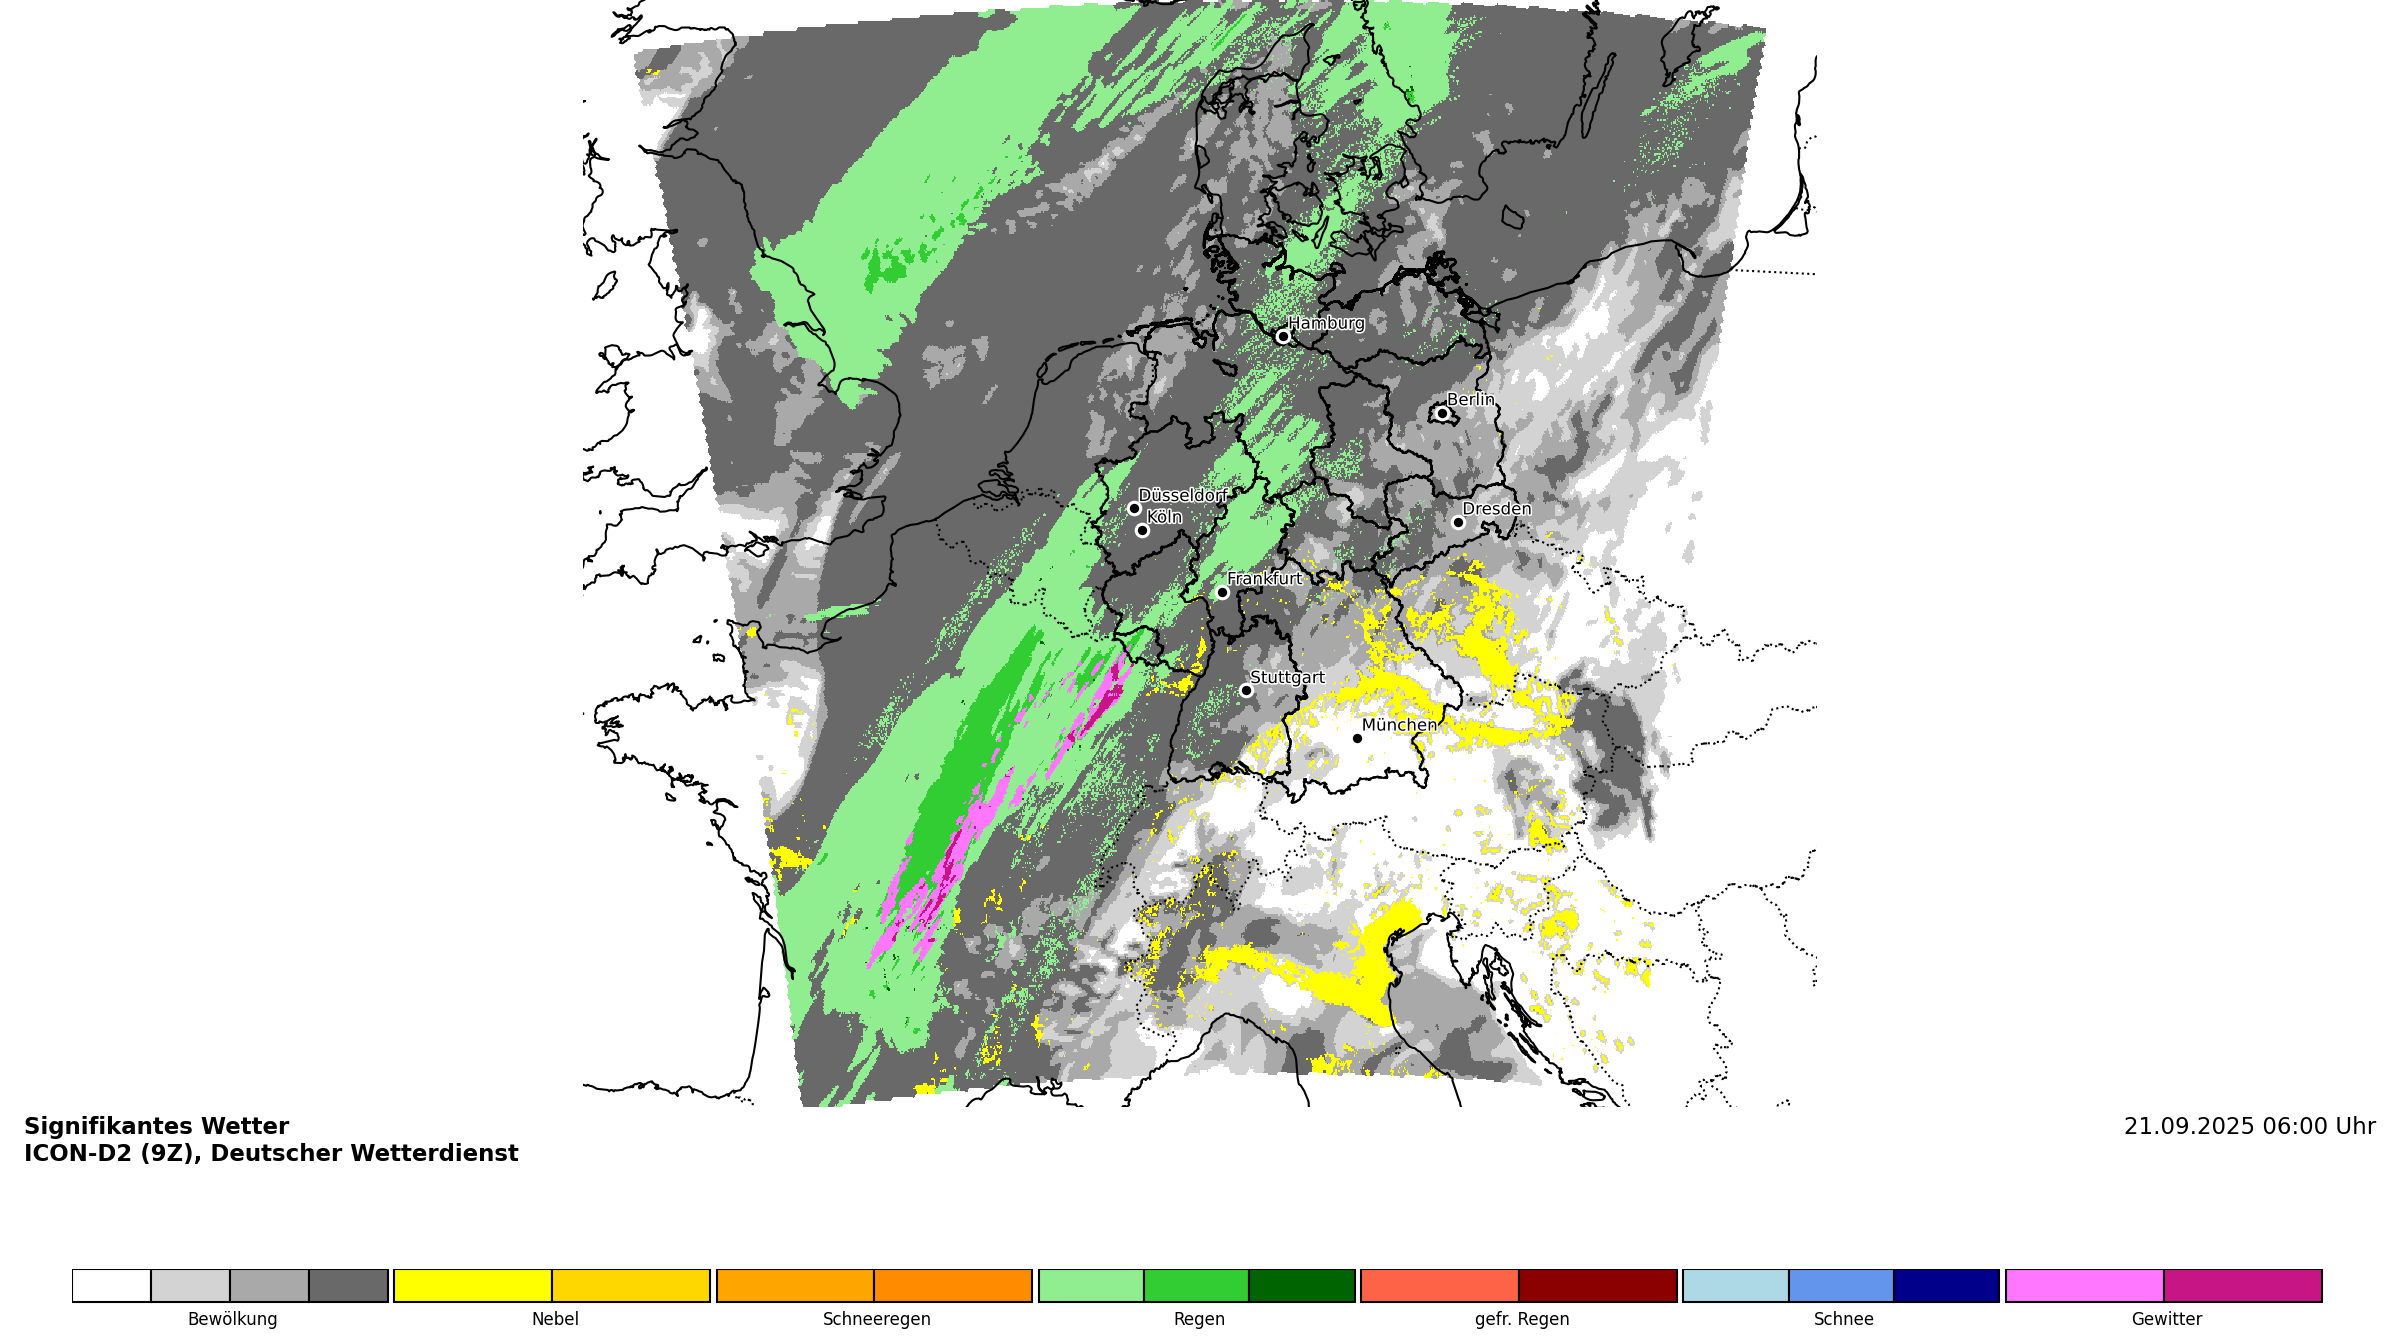 Hamburg
Berlin
Düsseldorf
Köln
Dresden
Frankfurt
Stuttgart
München
Signifikantes Wetter
ICON-D2 (9Z), Deutscher Wetterdienst
21.09.2025 06:00 Uhr
Bewölkung Nebel Schneeregen Regen gefr. Regen Schnee Gewitter